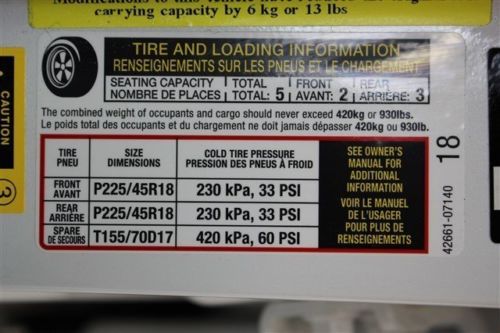 carrying capacity by 6 kg or 13 lbs
TIRE AND LOADING INFORMATION
RENSEIGNEMENTS SUR LES PNEUS ET LE CHARGEMENT
SEATING CAPACITY TOTAL FRONT REAR
NOMBRE DE PLACES TOTAL: 5 AVANT: 2 ARRIÈRE: 3
The combined weight of occupants and cargo should never exceed 420kg or 930lbs.
Le poids total des occupants et du chargement ne doit jamais dépasser 420kg ou 930lb.
TIRE SIZE COLD TIRE PRESSURE
PNEU DIMENSIONS PRESSION DES PNEUS À FROID
FRONT
AVANT P225/45R18 230 kPa, 33 PSI
REAR
ARRIÈRE P225/45R18 230 kPa, 33 PSI
SPARE
DE SECOURS T155/70D17 420 kPa, 60 PSI
SEE OWNER'S
MANUAL FOR
ADDITIONAL
INFORMATION
VOIR LE MANUEL
DE L'USAGER
POUR PLUS DE
RENSEIGNEMENTS
42661-07140 18
CAUTION
3